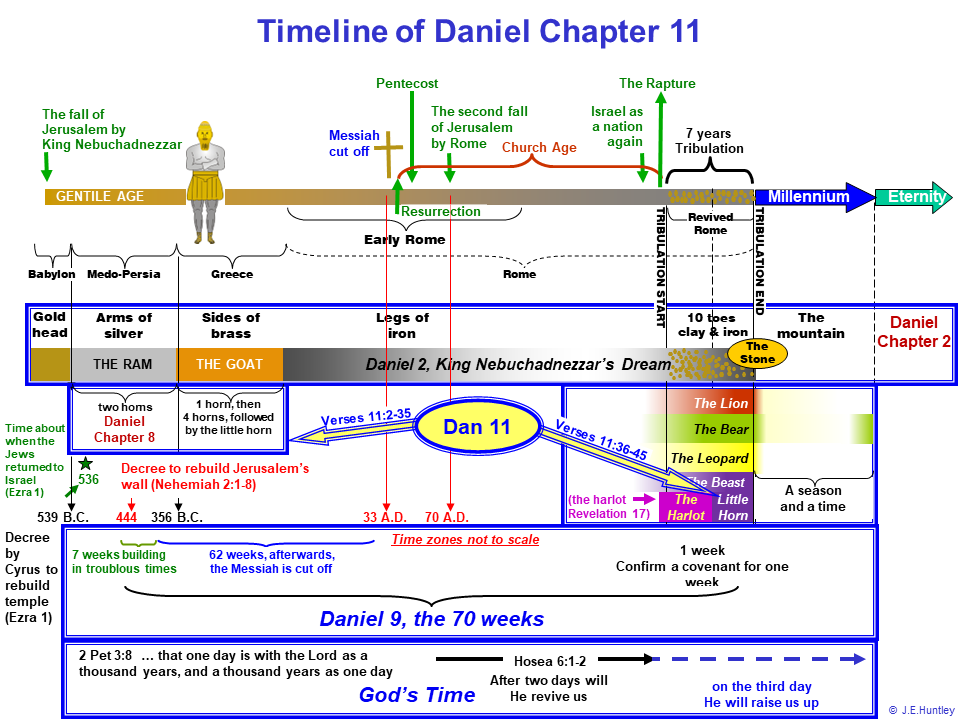 Timeline of Daniel Chapter 11
Pentecost
The Rapture
The fall of
Jerusalem by
King Nebuchadnezzar
Messiah
cut off
The second fall
of Jerusalem
by Rome
Church Age
Israel as
a nation
again
7 years
Tribulation
GENTILE AGE
Millennium
Eternity
Resurrection
Early Rome
Revived
Rome
TRIBULATION START
TRIBULATION END
Babylon
Medo-Persia
Greece
Rome
Gold
head
Arms of
silver
Sides of
brass
Legs of
iron
10 toes
clay & iron
The
mountain
Daniel
Chapter 2
The
Stone
THE RAM
THE GOAT
Daniel 2, King Nebuchadnezzar's Dream
two horns
Daniel
Chapter 8
1 horn, then
4 horns, followed
by the little horn
Verses 11:2-35
Dan 11
Verses 11:36-45
The Lion
The Bear
The Leopard
The Beast
(the harlot
Revelation 17)
The
Harlot
Little
Horn
A season
and a time
Time about
when the
Jews
returned to
Israel
(Ezra 1)
536
Decree to rebuild Jerusalem's
wall (Nehemiah 2:1-8)
539 B.C.
444
356 B.C.
33 A.D.
70 A.D.
Decree
by
Cyrus to
rebuild
temple
(Ezra 1)
Time zones not to scale
7 weeks building
in troublous times
62 weeks, afterwards,
the Messiah is cut off
1 week
Confirm a covenant for one
week
Daniel 9, the 70 weeks
2 Pet 3:8 … that one day is with the Lord as a
thousand years, and a thousand years as one day
God's Time
Hosea 6:1-2
After two days will
He revive us
on the third day
He will raise us up
© J.E.Huntley